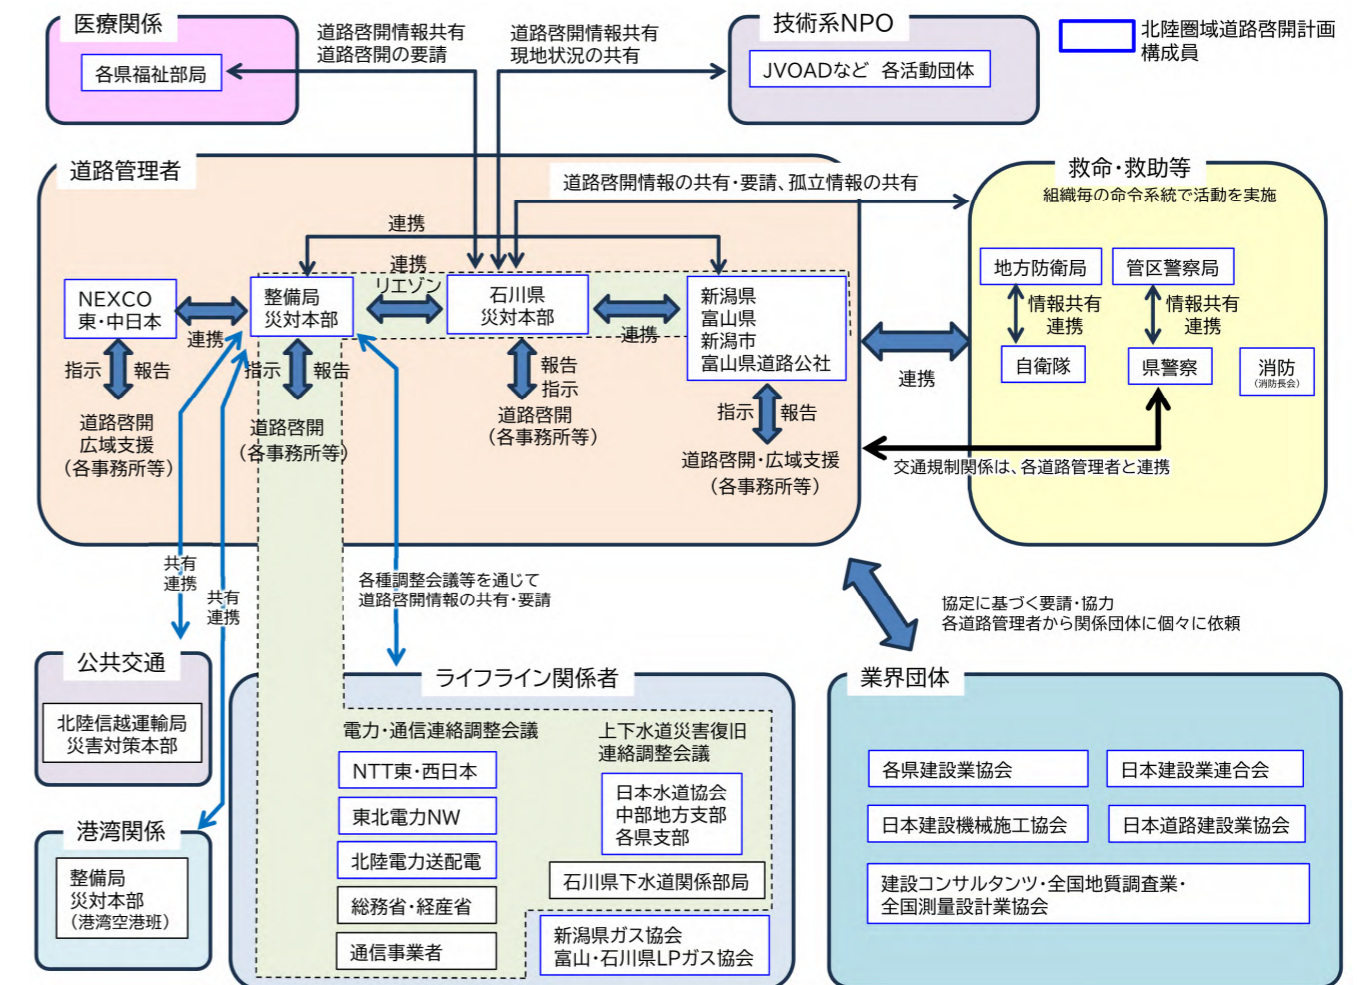 医療関係
各県福祉部局
道路啓開情報共有
道路啓開の要請
道路啓開情報共有
現地状況の共有
技術系NPO
JVOADなど 各活動団体
北陸圏域道路啓開計画
構成員
道路管理者
道路啓開情報の共有・要請、孤立情報の共有
連携
NEXCO
東・中日本
連携
整備局
災対本部
連携
リエゾン
石川県
災対本部
連携
新潟県
富山県
新潟市
富山県道路公社
指示
報告
道路啓開
広域支援
(各事務所等)
指示
報告
道路啓開
(各事務所等)
報告
指示
道路啓開
(各事務所等)
指示
報告
道路啓開・広域支援
(各事務所等)
連携
救命・救助等
組織毎の命令系統で活動を実施
地方防衛局
管区警察局
情報共有
連携
情報共有
連携
自衛隊
県警察
消防
(消防長会)
交通規制関係は、各道路管理者と連携
共有
連携
共有
連携
各種調整会議等を通じて
道路啓開情報の共有・要請
協定に基づく要請・協力
各道路管理者から関係団体に個々に依頼
公共交通
北陸信越運輸局
災害対策本部
港湾関係
整備局
災対本部
(港湾空港班)
ライフライン関係者
電力・通信連絡調整会議
NTT東・西日本
東北電力NW
北陸電力送配電
総務省・経産省
通信事業者
上下水道災害復旧
連絡調整会議
日本水道協会
中部地方支部
各県支部
石川県下水道関係部局
新潟県ガス協会
富山・石川県LPガス協会
業界団体
各県建設業協会
日本建設業連合会
日本建設機械施工協会
日本道路建設業協会
建設コンサルタンツ・全国地質調査業・
全国測量設計業協会